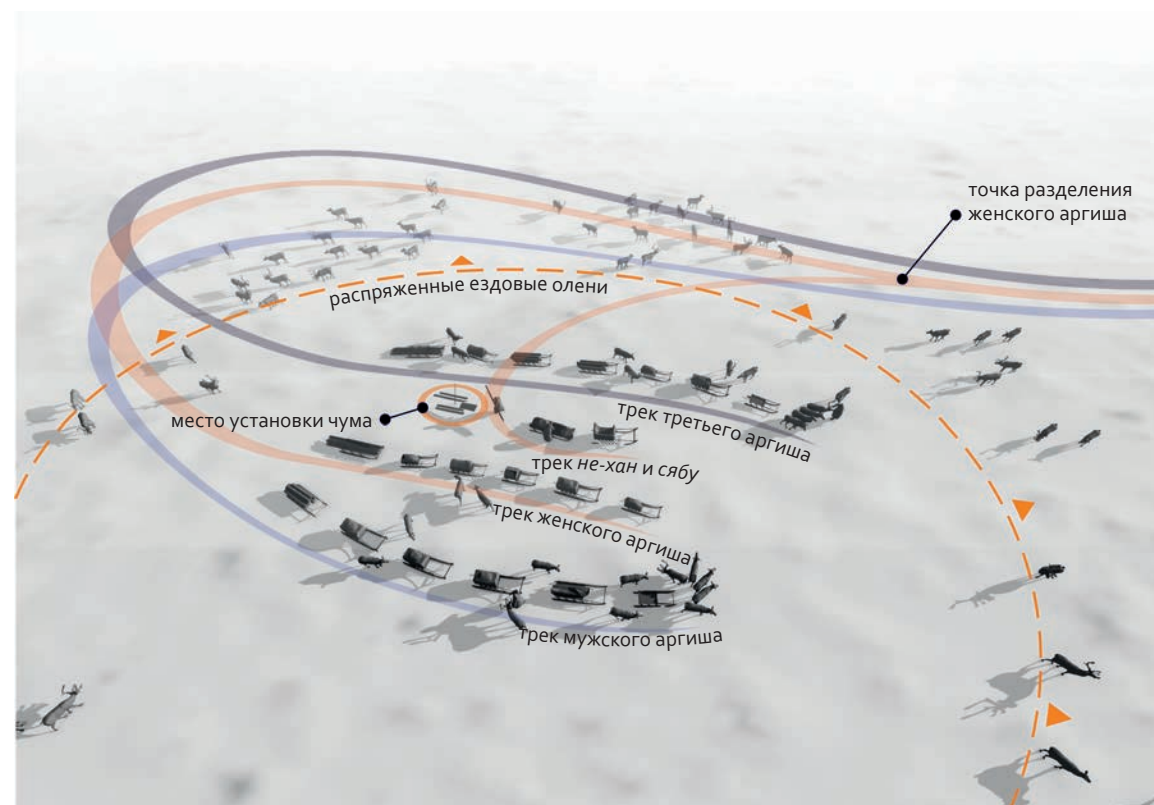 точка разделения
женского аргиша
распряженные ездовые олени
место установки чума
трек третьего аргиша
трек не-хан и сябу
трек женского аргиша
трек мужского аргиша